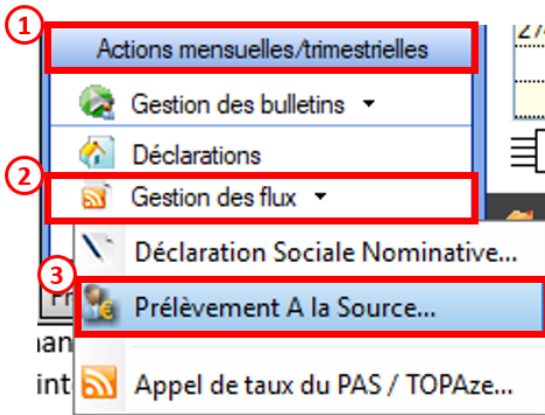 1
Actions mensuelles/trimestrielles
274
Gestion des bulletins
Déclarations
2
Gestion des flux
Déclaration Sociale Nominative...
3
Prélèvement A la Source...
Appel de taux du PAS / TOPAze...